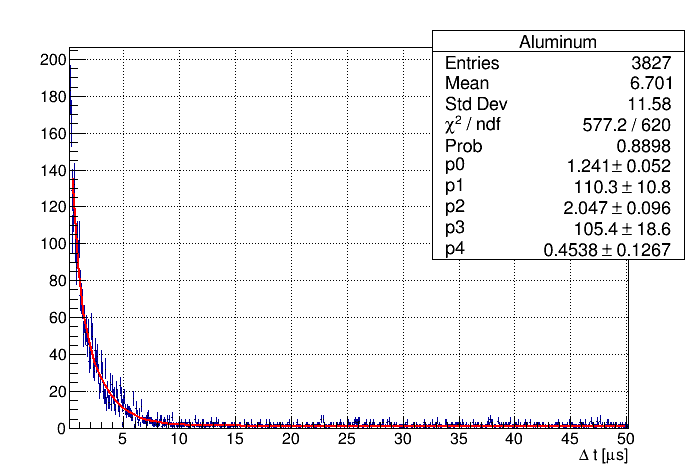 Aluminum
Entries 3827
Mean 6.701
Std Dev 11.58
χ² / ndf 577.2 / 620
Prob 0.8898
p0 1.241 ± 0.052
p1 110.3 ± 10.8
p2 2.047 ± 0.096
p3 105.4 ± 18.6
p4 0.4538 ± 0.1267
200
180
160
140
120
100
80
60
40
20
0
5 10 15 20 25 30 35 40 45 50
Δ t [μs]